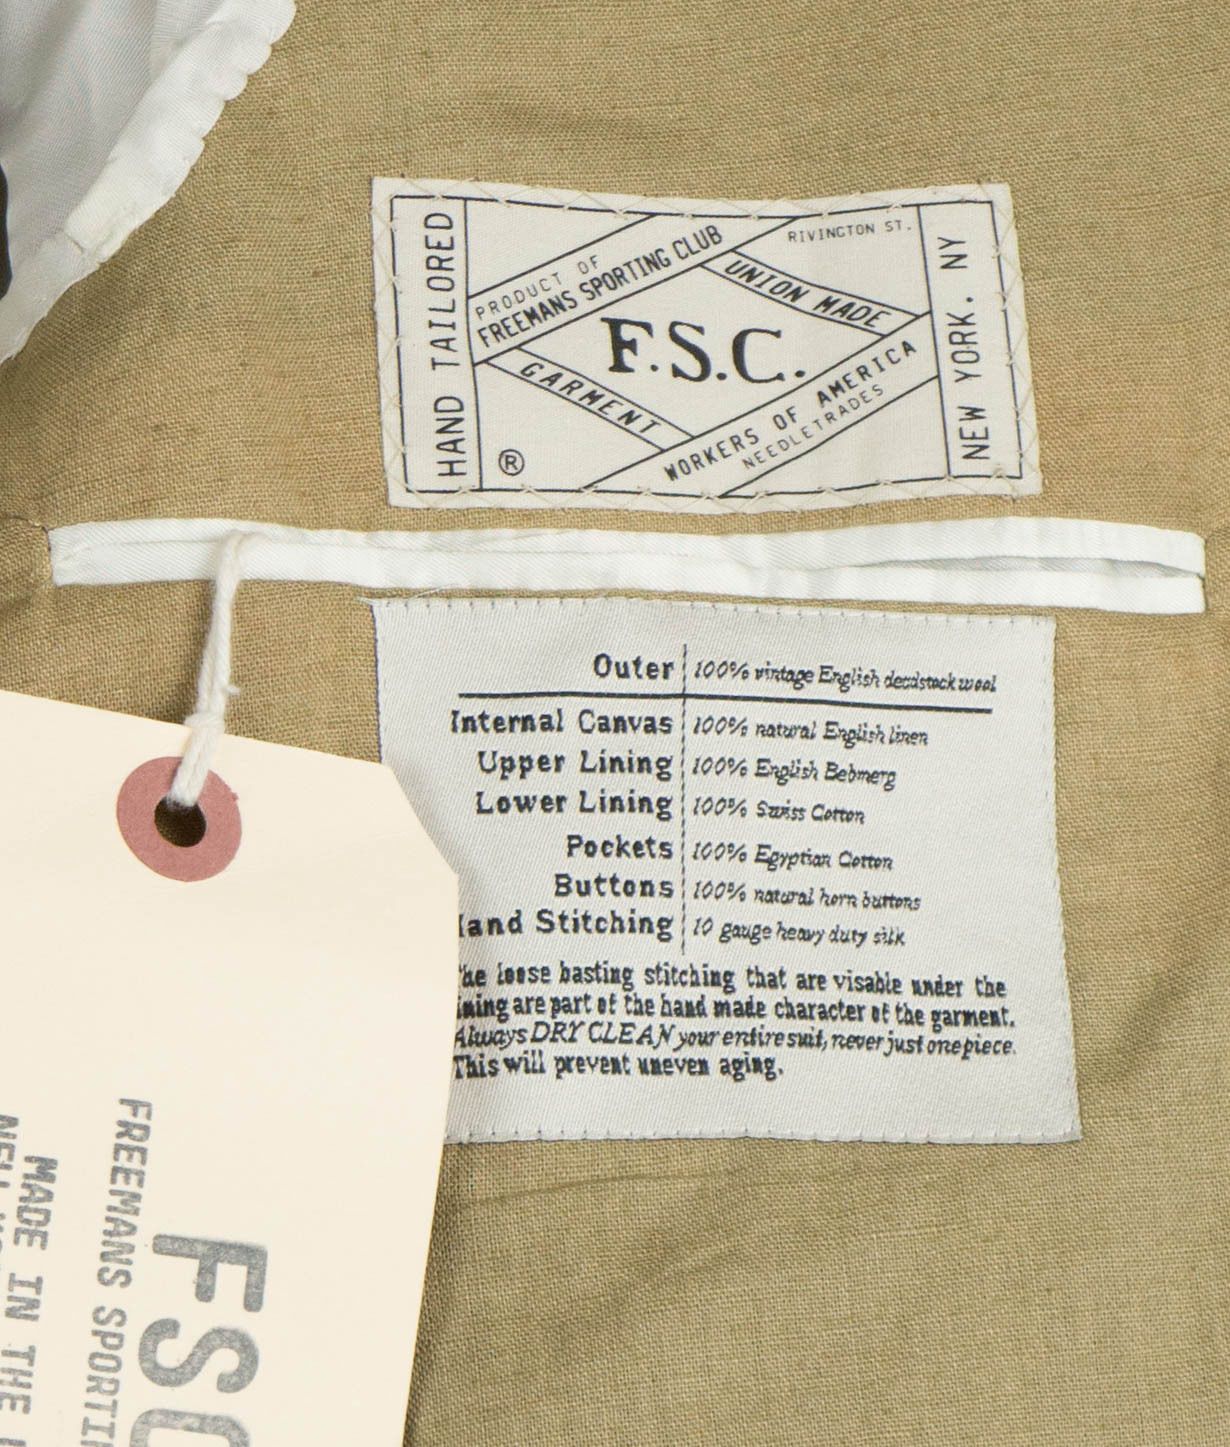 HAND TAILORED
PRODUCT OF
FREEMANS SPORTING CLUB
RIVINGTON ST.
UNION MADE
F.S.C.
GARMENT
WORKERS OF AMERICA
NEEDLETRADES
NEW YORK. NY
®
Outer 100% vintage English deadstock wool
Internal Canvas 100% natural English linen
Upper Lining 100% English Bebmerg
Lower Lining 100% Swiss Cotton
Pockets 100% Egyptian Cotton
Buttons 100% natural horn buttons
and Stitching 10 gauge heavy duty silk
he loose basting stitching that are visable under the
ining are part of the hand made character of the garment.
Always DRY CLEAN your entire suit, never just one piece.
This will prevent uneven aging.
FSC
FREEMANS SPORTI
MADE IN THE